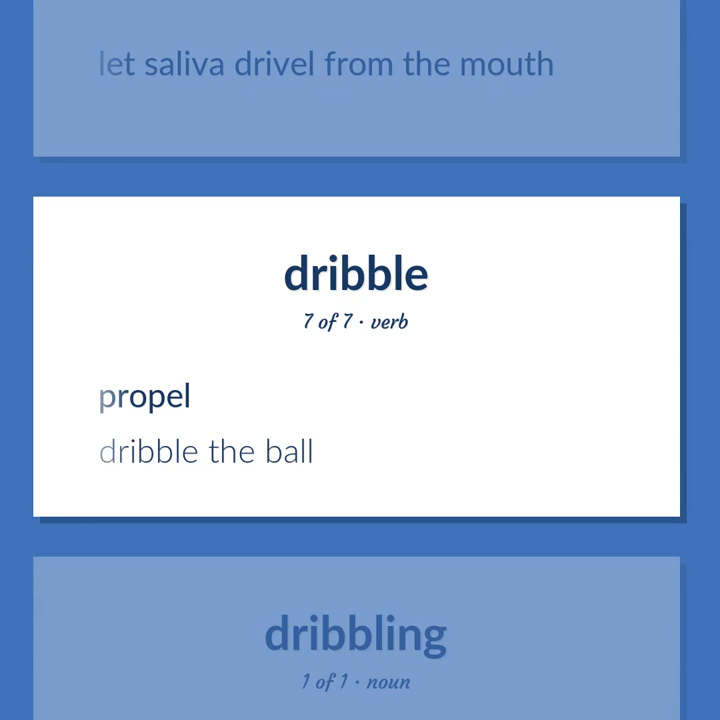 let saliva drivel from the mouth
dribble
7 of 7 · verb
propel
dribble the ball
dribbling
1 of 1 · noun